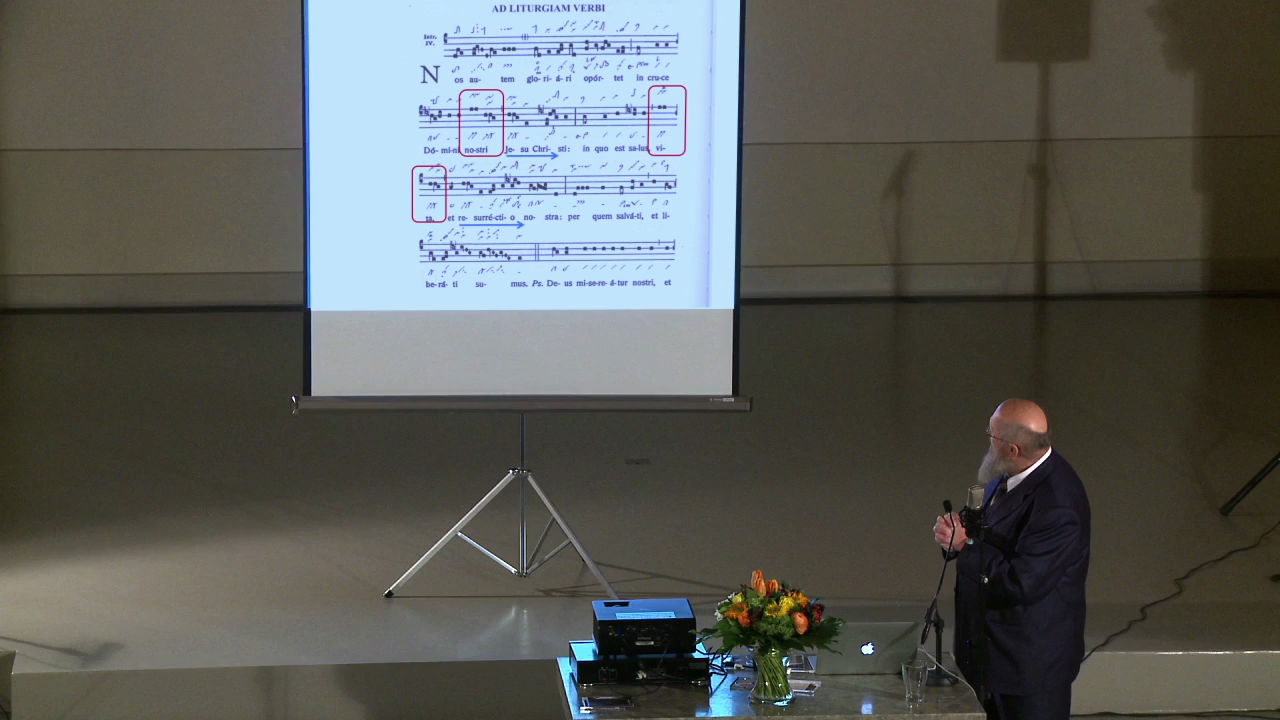 AD LITURGIAM VERBI
Intr.
IV.
Nos au- tem glo- ri- á- ri opór- tet in cru-ce
Dó- mi-ni no-stri Je- su Chri- sti: in quo est sa-lus, vi-
ta, et re- surré-cti- o no- stra: per quem salvá-ti, et li-
be-rá- ti su- mus. Ps. De- us mi-se-re- á-tur nostri, et